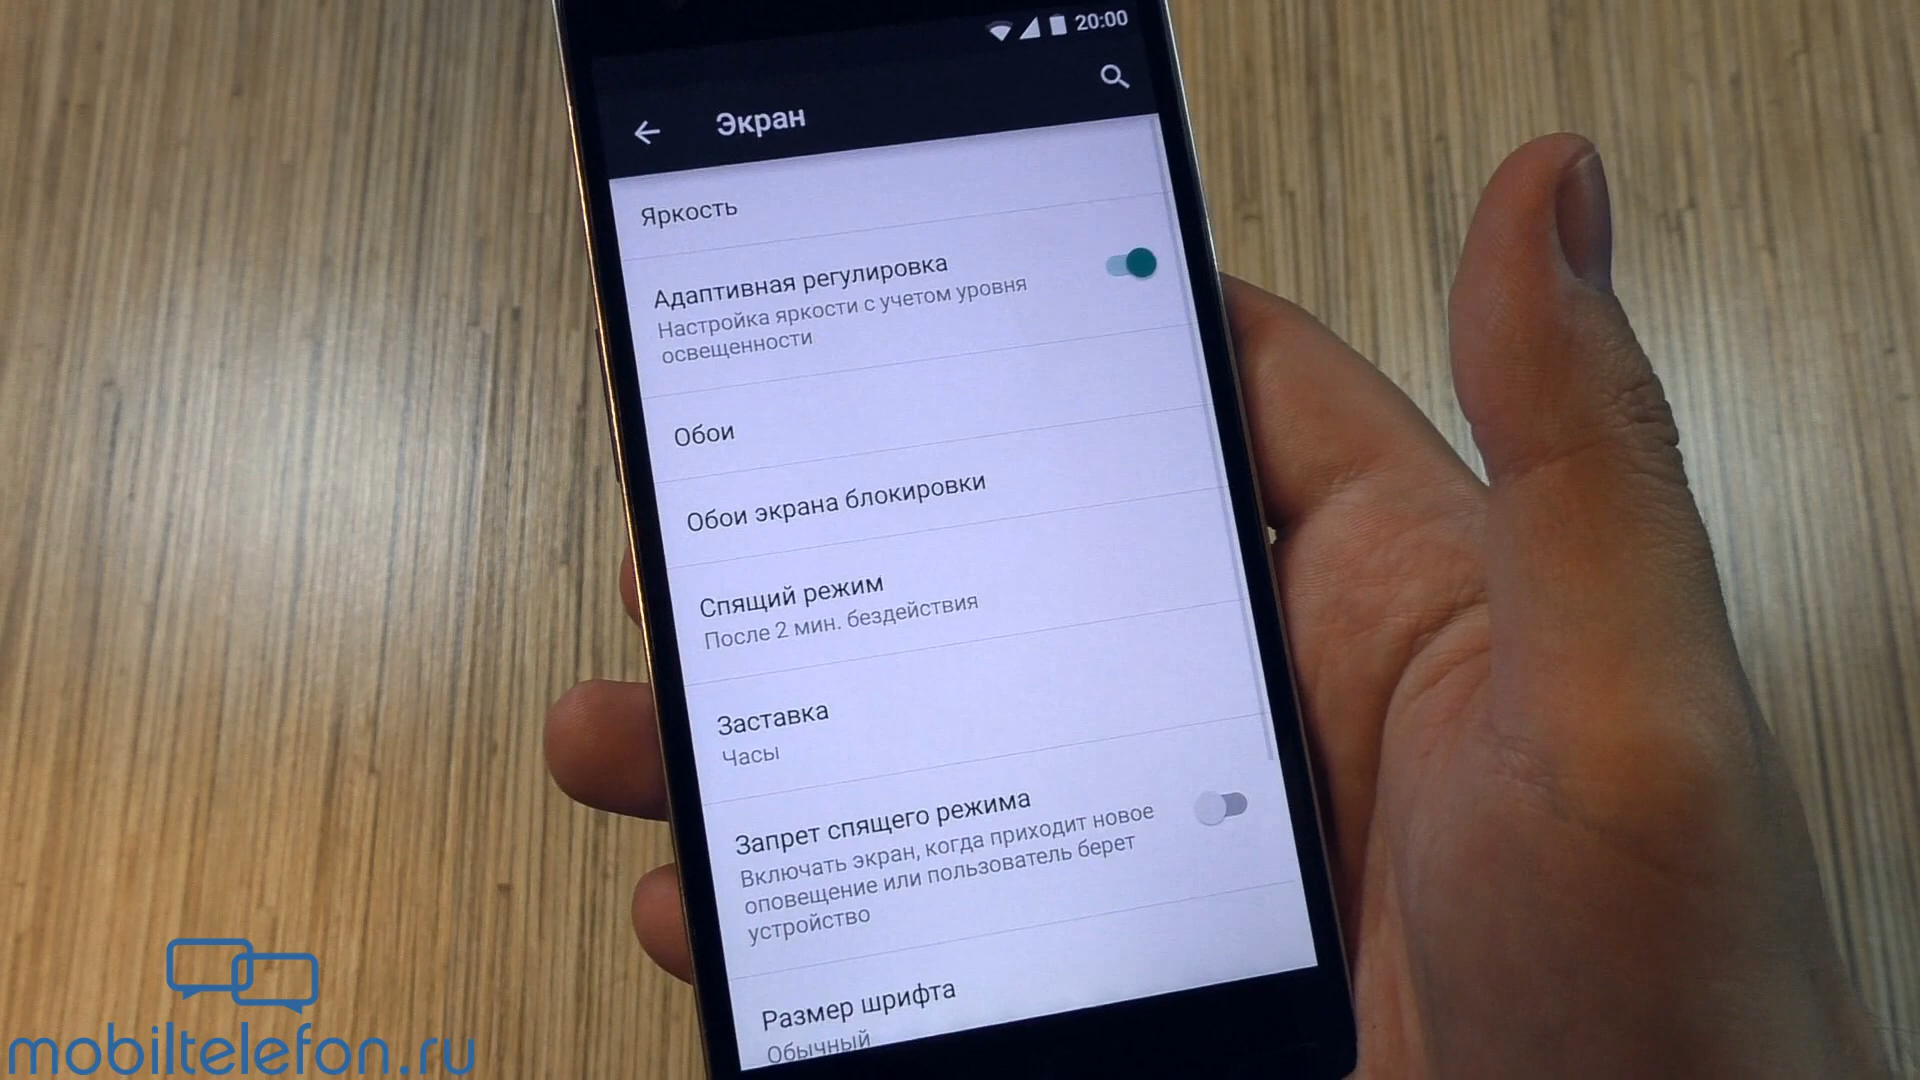 20:00
Экран
Яркость
Адаптивная регулировка
Настройка яркости с учетом уровня
освещенности
Обои
Обои экрана блокировки
Спящий режим
После 2 мин. бездействия
Заставка
Часы
Запрет спящего режима
Включать экран, когда приходит новое
оповещение или пользователь берет
устройство
Размер шрифта
Обычный
mobiltelefon.ru